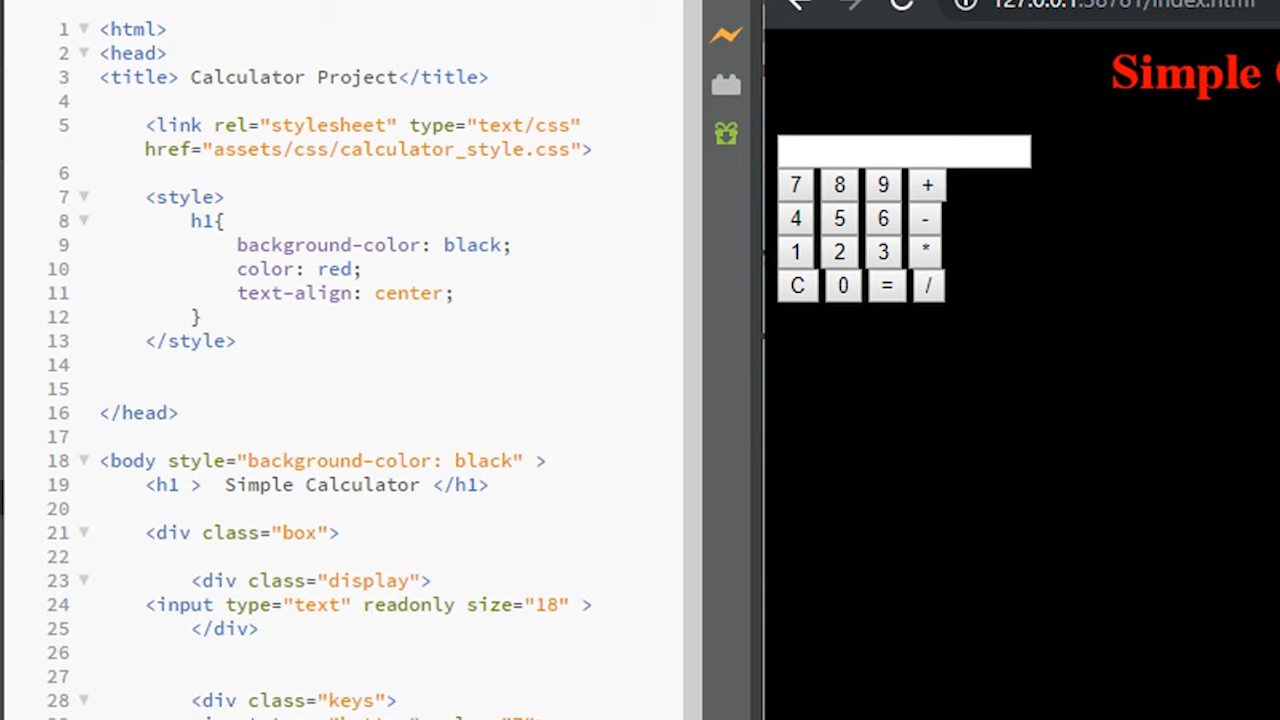 1 <html>
2 <head>
3 <title> Calculator Project</title>
4
5 <link rel="stylesheet" type="text/css"
href="assets/css/calculator_style.css">
6
7 <style>
8 h1{
9 background-color: black;
10 color: red;
11 text-align: center;
12 }
13 </style>
14
15
16 </head>
17
18 <body style="background-color: black" >
19 <h1 > Simple Calculator </h1>
20
21 <div class="box">
22
23 <div class="display">
24 <input type="text" readonly size="18" >
25 </div>
26
27
28 <div class="keys">
Simple
7 8 9 +
4 5 6 -
1 2 3 *
C 0 = /